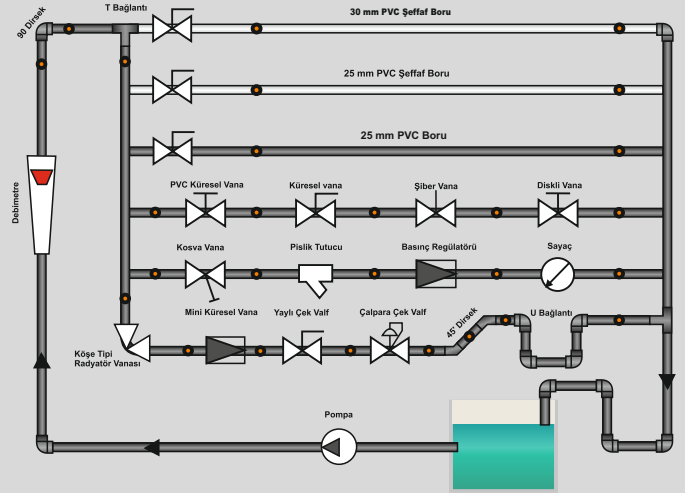 T Bağlantı
30 mm PVC Şeffaf Boru
90 Dirsek
25 mm PVC Şeffaf Boru
25 mm PVC Boru
Debimetre
PVC Küresel Vana
Küresel vana
Şiber Vana
Diskli Vana
Kosva Vana
Pislik Tutucu
Basınç Regülatörü
Sayaç
Mini Küresel Vana
Yaylı Çek Valf
Çalpara Çek Valf
45' Dirsek
U Bağlantı
Köşe Tipi
Radyatör Vanası
Pompa